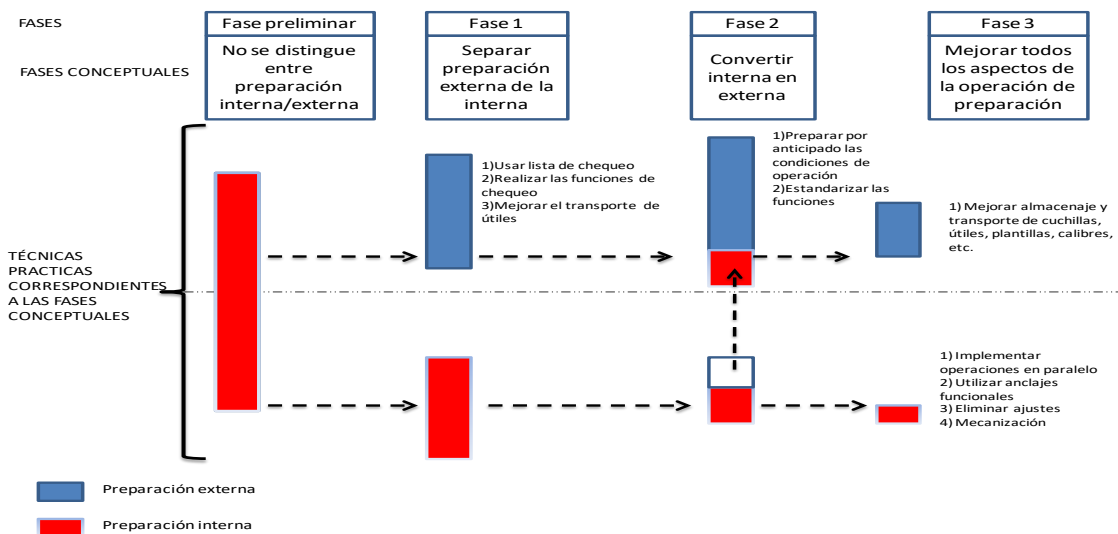 FASES
Fase preliminar
Fase 1
Fase 2
Fase 3
FASES CONCEPTUALES
No se distingue
entre
preparación
interna/externa
Separar
preparación
externa de la
interna
Convertir
interna en
externa
Mejorar todos
los aspectos de
la operación de
preparación
1)Usar lista de chequeo
2)Realizar las funciones de
chequeo
3)Mejorar el transporte de
útiles
1)Preparar por
anticipado las
condiciones de
operación
2)Estandarizar las
funciones
1) Mejorar almacenaje y
transporte de cuchillas,
útiles, plantillas, calibres,
etc.
TÉCNICAS
PRACTICAS
CORRESPONDIENTES
A LAS FASES
CONCEPTUALES
1) Implementar
operaciones en paralelo
2) Utilizar anclajes
funcionales
3) Eliminar ajustes
4) Mecanización
Preparación externa
Preparación interna